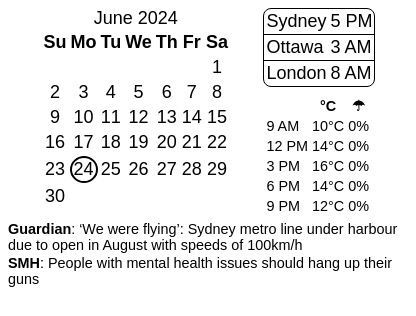 June 2024
Su Mo Tu We Th Fr Sa
1
2 3 4 5 6 7 8
9 10 11 12 13 14 15
16 17 18 19 20 21 22
23 24 25 26 27 28 29
30
Sydney 5 PM
Ottawa 3 AM
London 8 AM
°C ☂
9 AM 10°C 0%
12 PM 14°C 0%
3 PM 16°C 0%
6 PM 14°C 0%
9 PM 12°C 0%
Guardian: ‘We were flying’: Sydney metro line under harbour
due to open in August with speeds of 100km/h
SMH: People with mental health issues should hang up their
guns